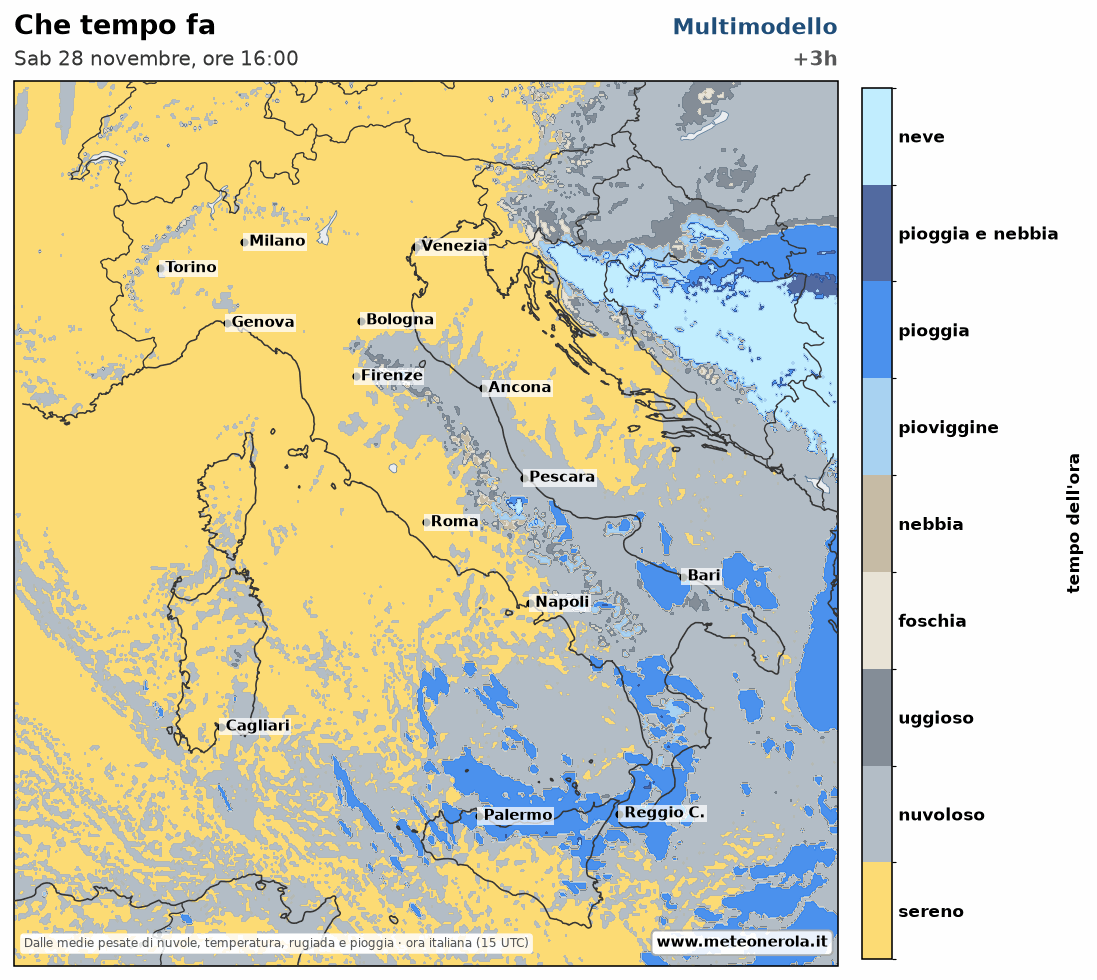 Che tempo fa
Multimodello
Sab 28 novembre, ore 16:00
+3h
neve
pioggia e nebbia
pioggia
pioviggine
nebbia
foschia
uggioso
nuvoloso
sereno
tempo dell'ora
Milano
Venezia
Torino
Genova
Bologna
Firenze
Ancona
Pescara
Roma
Bari
Napoli
Cagliari
Palermo
Reggio C.
Dalle medie pesate di nuvole, temperatura, rugiada e pioggia · ora italiana (15 UTC)
www.meteonerola.it